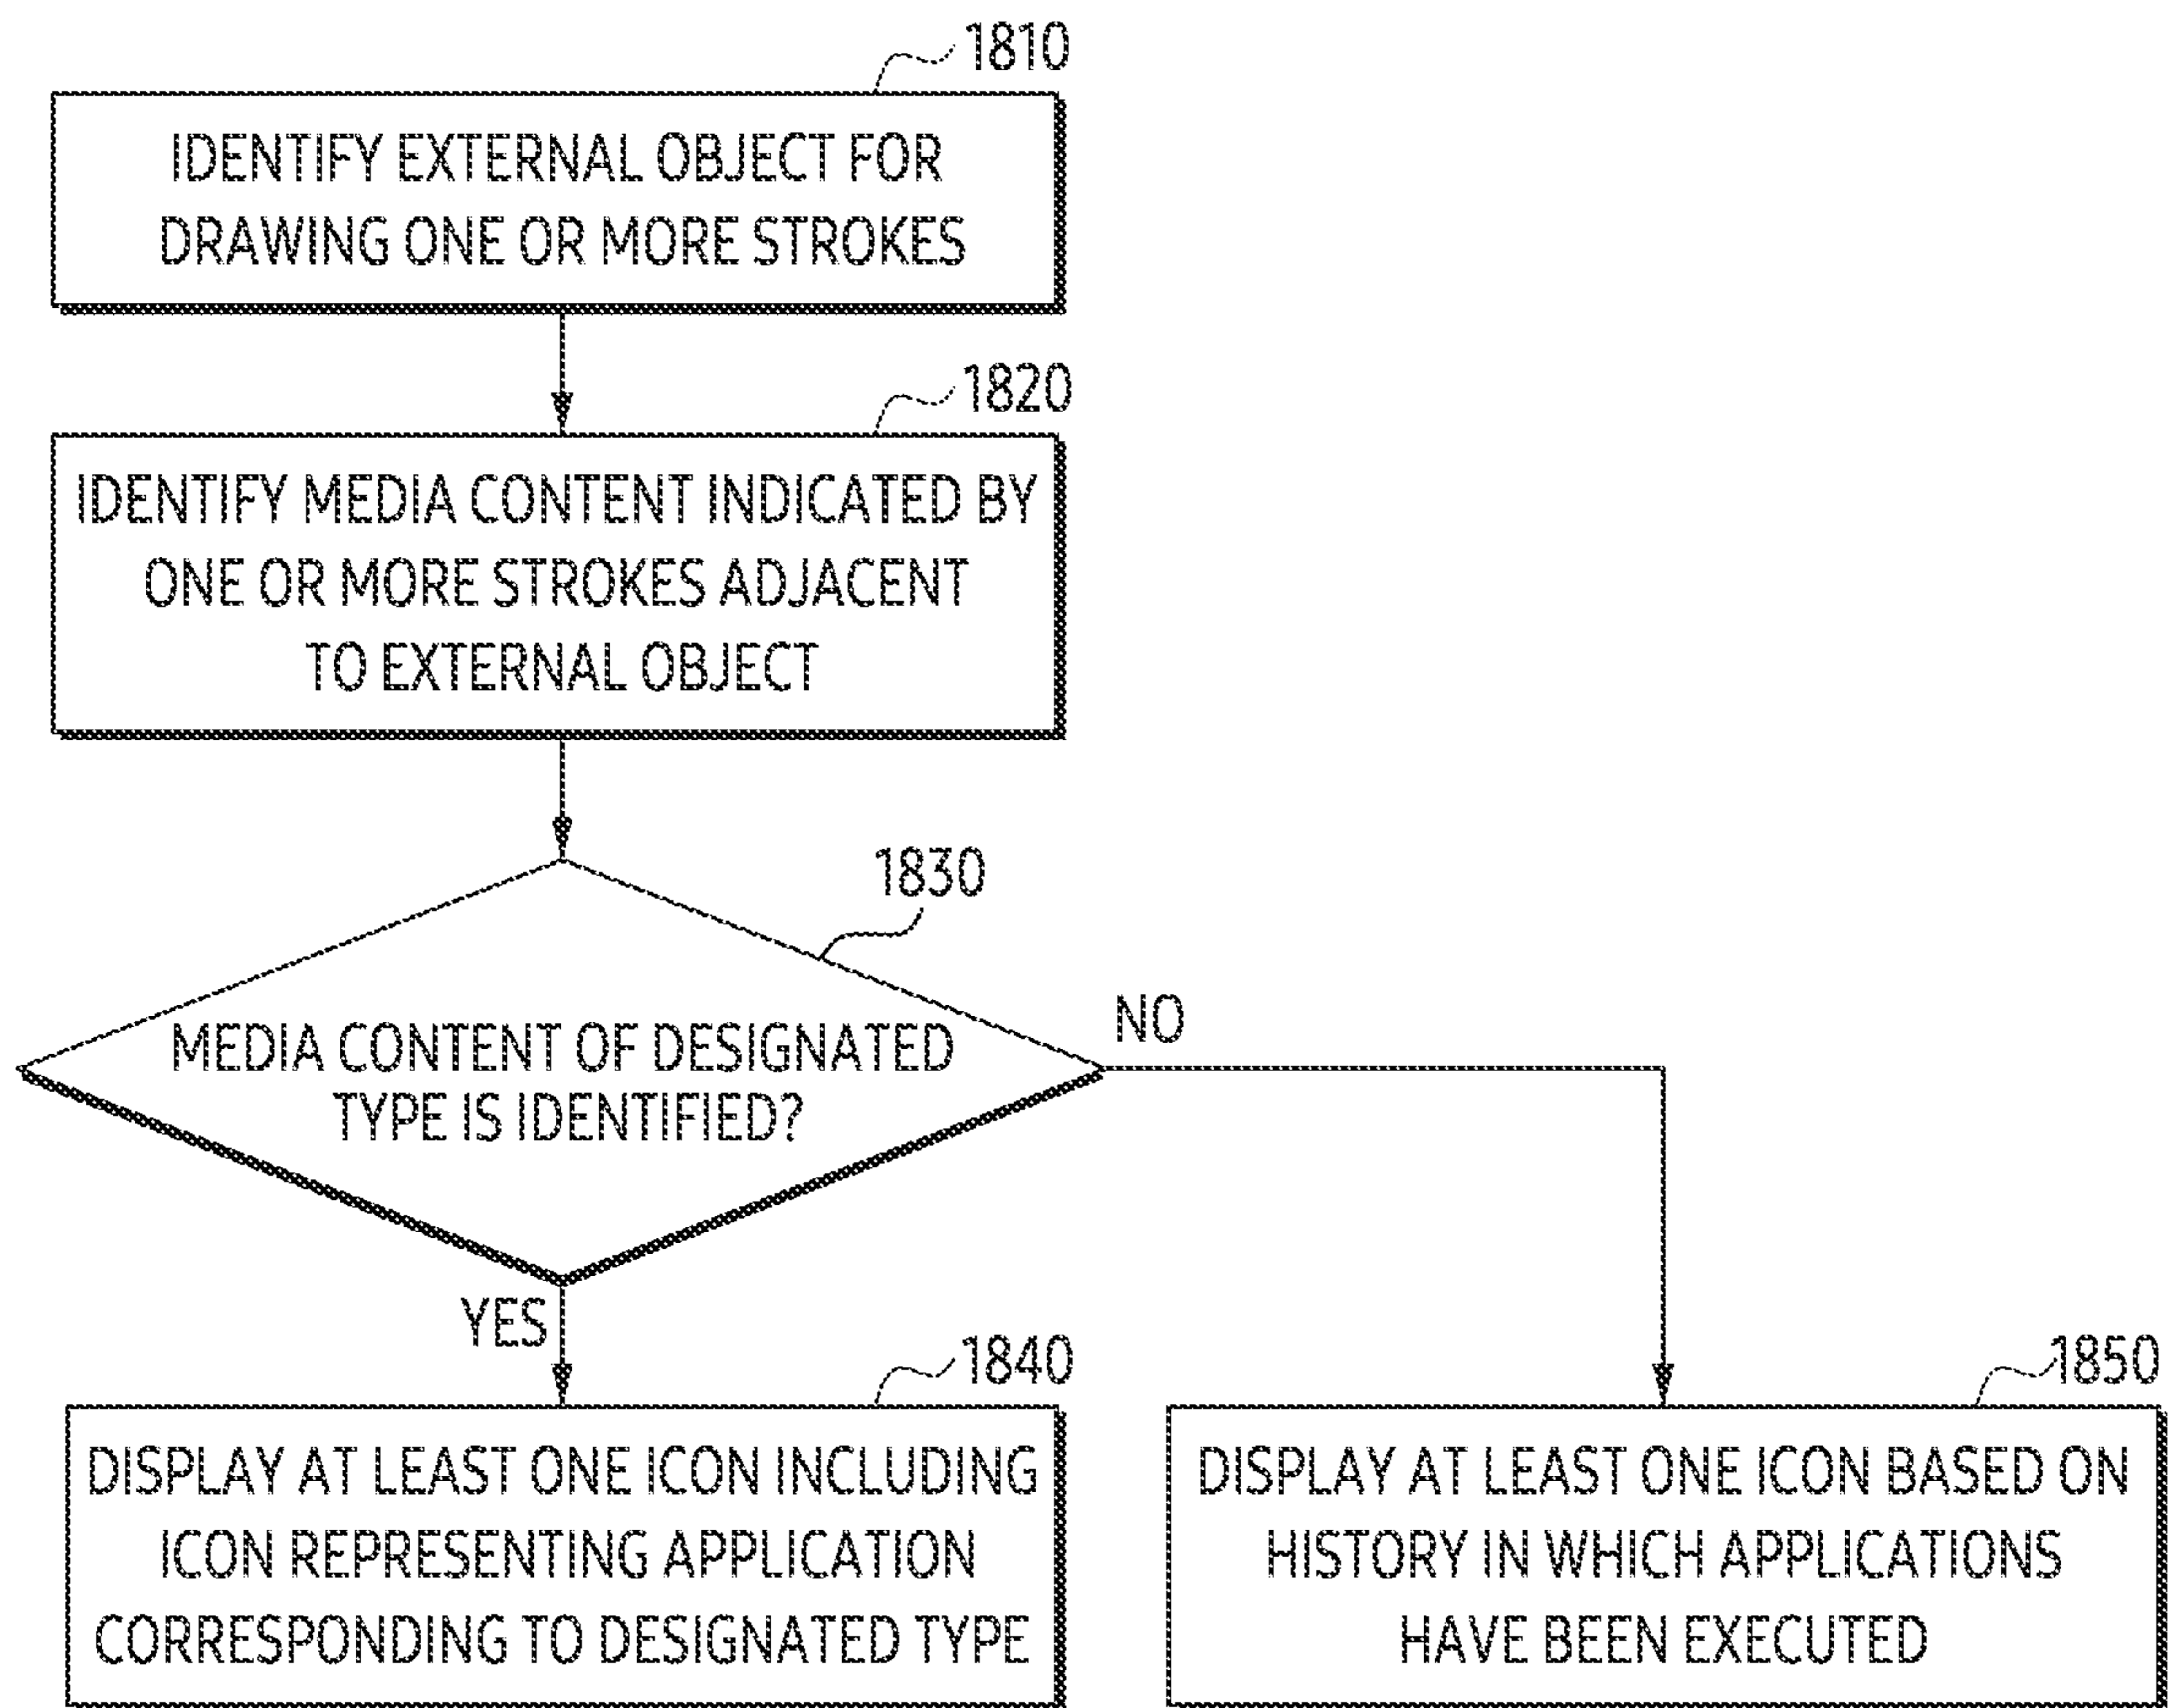 1810
IDENTIFY EXTERNAL OBJECT FOR
DRAWING ONE OR MORE STROKES
1820
IDENTIFY MEDIA CONTENT INDICATED BY
ONE OR MORE STROKES ADJACENT
TO EXTERNAL OBJECT
1830
MEDIA CONTENT OF DESIGNATED
TYPE IS IDENTIFIED?
NO
YES
1840
DISPLAY AT LEAST ONE ICON INCLUDING
ICON REPRESENTING APPLICATION
CORRESPONDING TO DESIGNATED TYPE
1850
DISPLAY AT LEAST ONE ICON BASED ON
HISTORY IN WHICH APPLICATIONS
HAVE BEEN EXECUTED